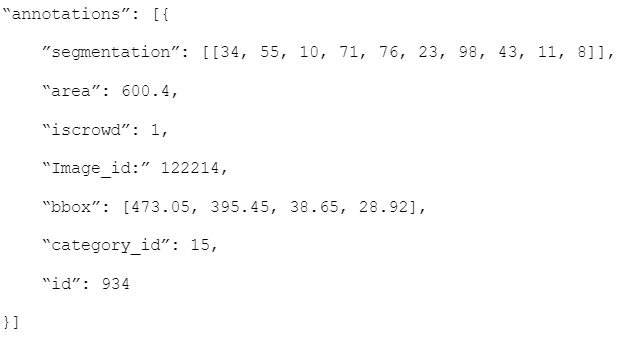 “annotations”: [{
”segmentation”: [[34, 55, 10, 71, 76, 23, 98, 43, 11, 8]],
“area”: 600.4,
“iscrowd”: 1,
“Image_id:” 122214,
“bbox”: [473.05, 395.45, 38.65, 28.92],
“category_id”: 15,
“id”: 934
}]